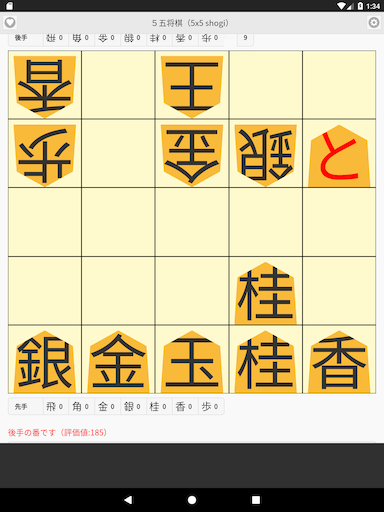 1:34
５五将棋（5x5 shogi）
後手 飛 0 角 0 金 0 銀 0 桂 0 香 0 歩 0 9
香 王
歩 金 銀 と
桂
銀 金 玉 桂 香
先手 飛 0 角 0 金 0 銀 0 桂 0 香 0 歩 0
後手の番です（評価値:185）